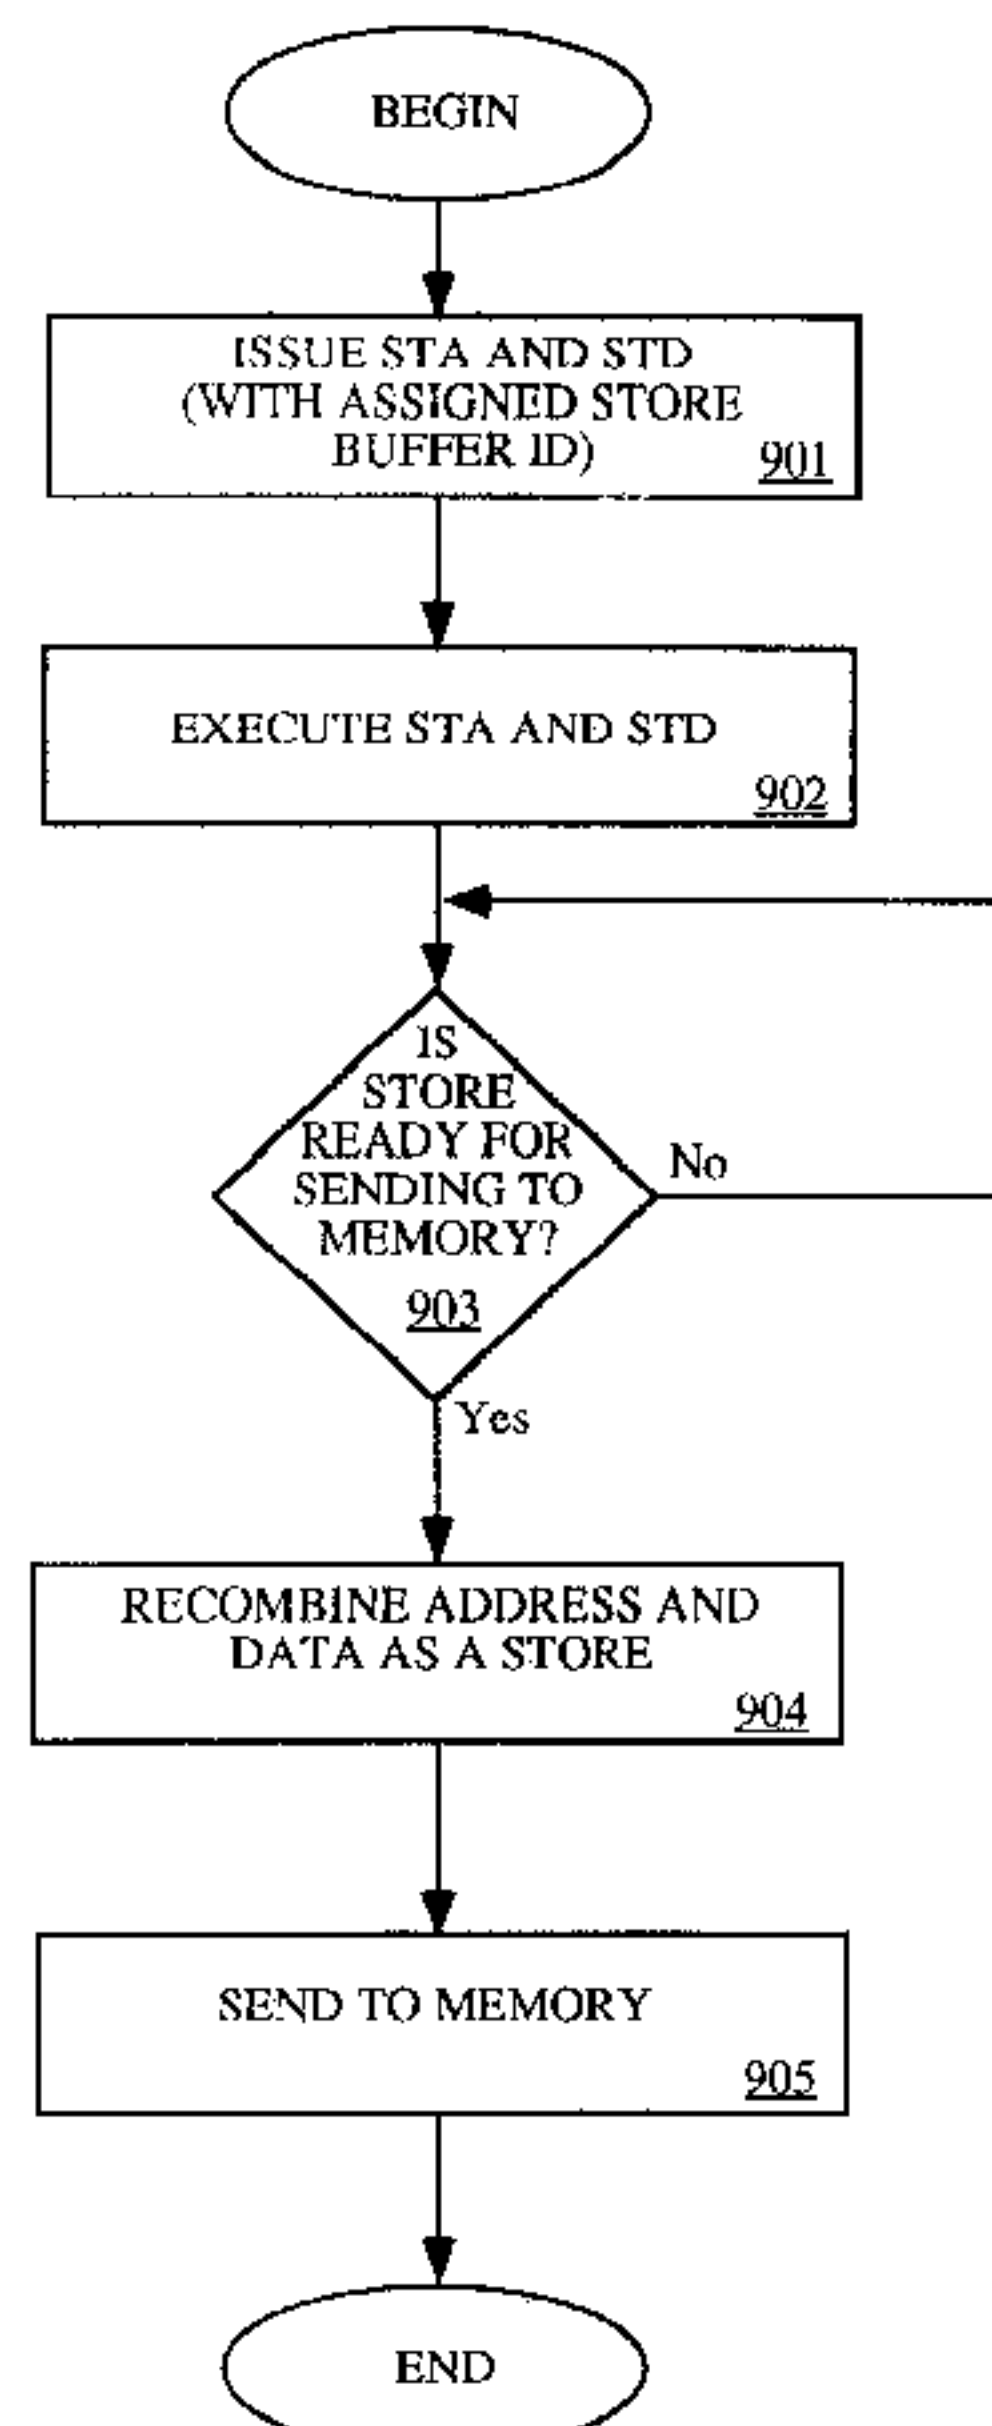 BEGIN
ISSUE STA AND STD
(WITH ASSIGNED STORE
BUFFER ID)
901
EXECUTE STA AND STD
902
IS
STORE
READY FOR
SENDING TO
MEMORY?
903
No
Yes
RECOMBINE ADDRESS AND
DATA AS A STORE
904
SEND TO MEMORY
905
END